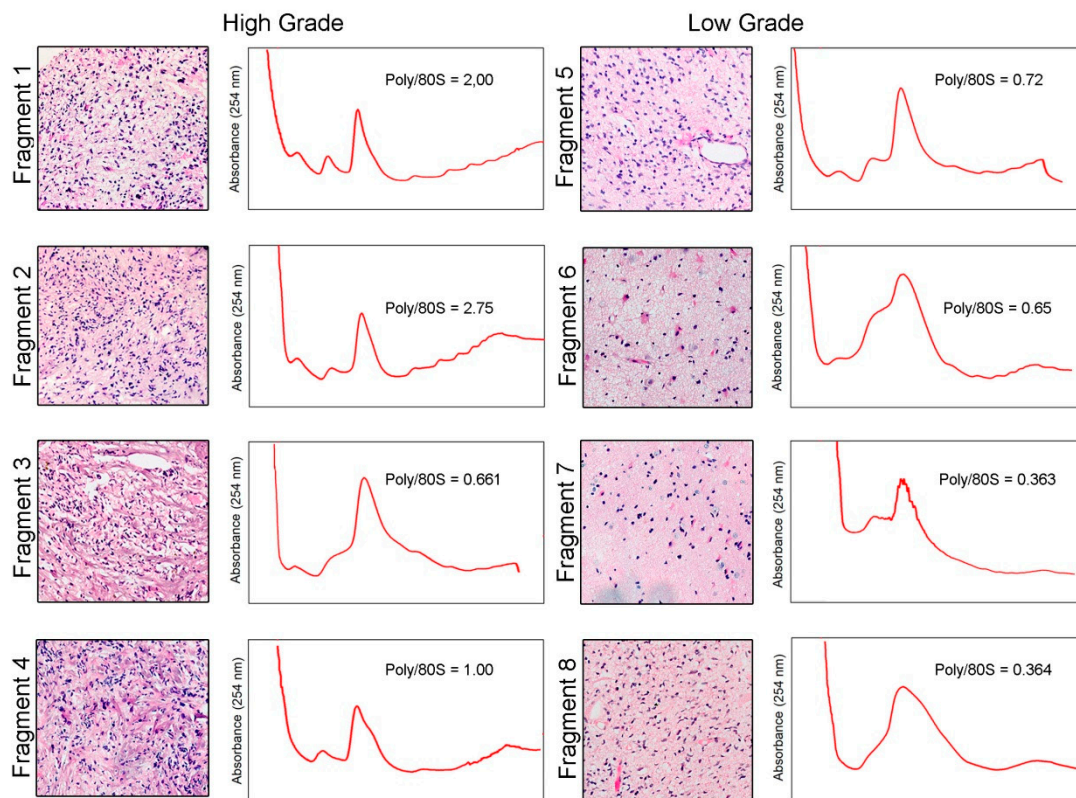 High Grade
Low Grade
Fragment 1
Absorbance (254 nm)
Poly/80S = 2,00
Fragment 5
Absorbance (254 nm)
Poly/80S = 0.72
Fragment 2
Absorbance (254 nm)
Poly/80S = 2.75
Fragment 6
Absorbance (254 nm)
Poly/80S = 0.65
Fragment 3
Absorbance (254 nm)
Poly/80S = 0.661
Fragment 7
Absorbance (254 nm)
Poly/80S = 0.363
Fragment 4
Absorbance (254 nm)
Poly/80S = 1.00
Fragment 8
Absorbance (254 nm)
Poly/80S = 0.364